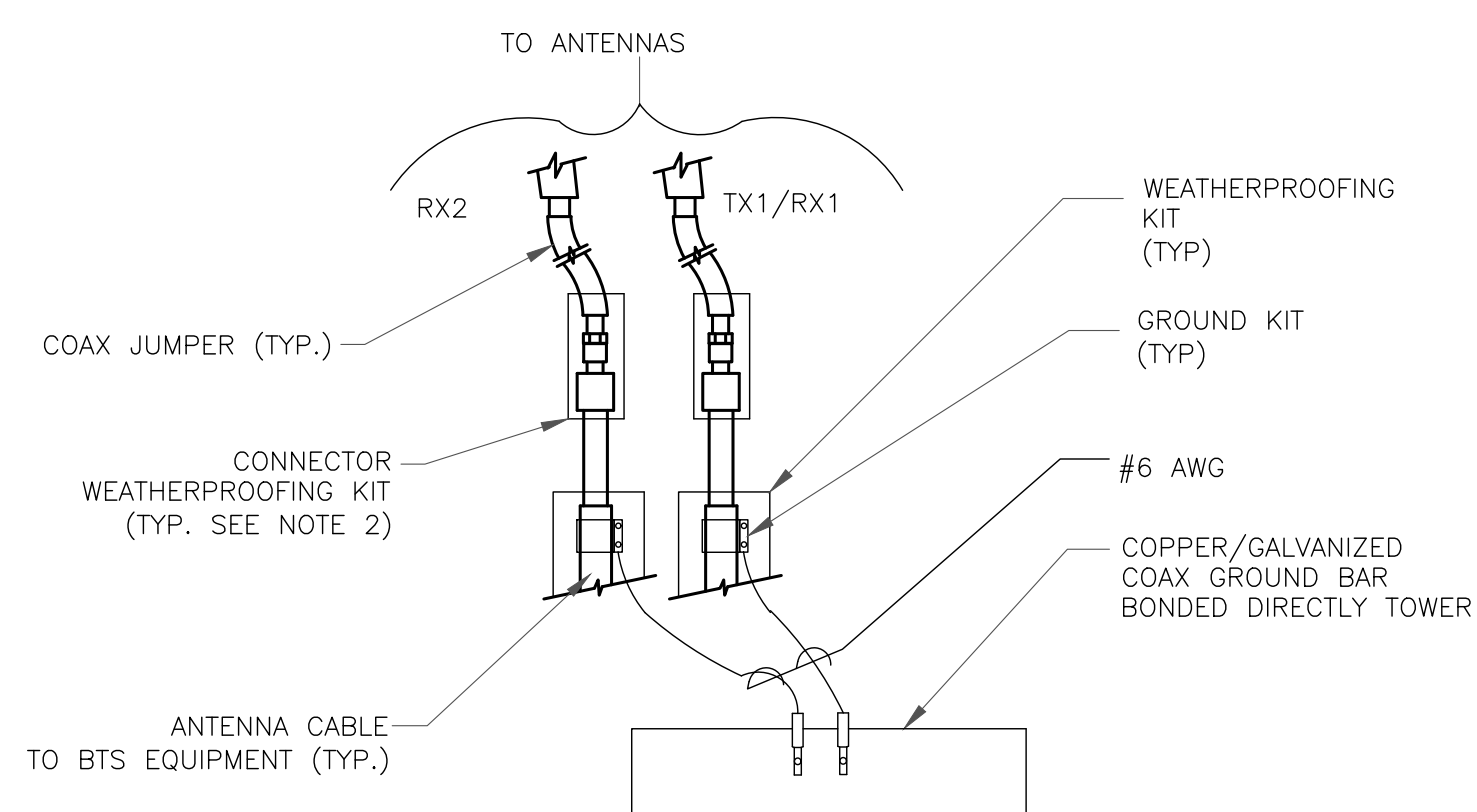 TO ANTENNAS
RX2
TX1/RX1
WEATHERPROOFING
KIT
(TYP)
GROUND KIT
(TYP)
COAX JUMPER (TYP.)
CONNECTOR
WEATHERPROOFING KIT
(TYP. SEE NOTE 2)
#6 AWG
COPPER/GALVANIZED
COAX GROUND BAR
BONDED DIRECTLY TOWER
ANTENNA CABLE
TO BTS EQUIPMENT (TYP.)